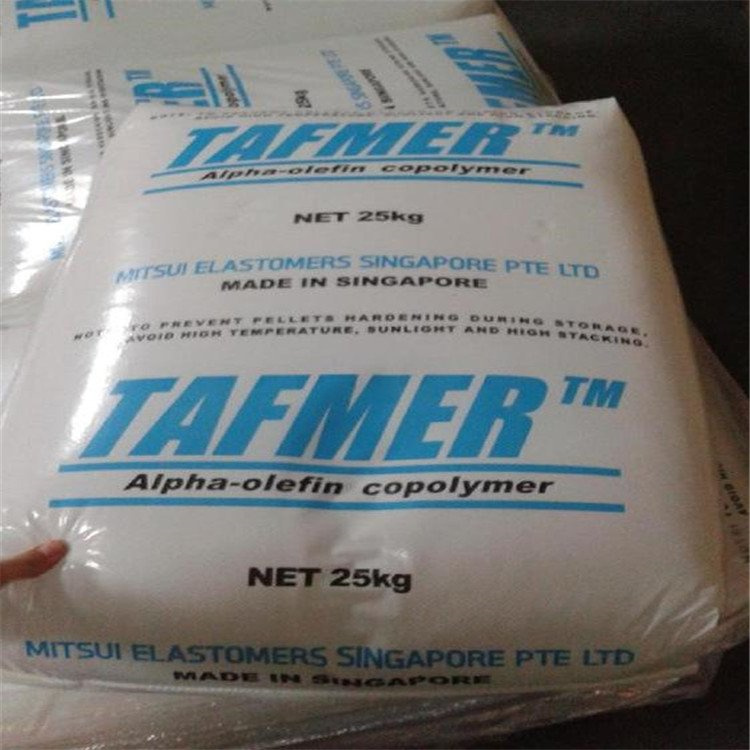 TAFMER™
Alpha-olefin copolymer
NET 25kg
MITSUI ELASTOMERS SINGAPORE PTE LTD
MADE IN SINGAPORE
NOTE: TO PREVENT PELLETS HARDENING DURING STORAGE,
AVOID HIGH TEMPERATURE, SUNLIGHT AND HIGH STACKING.
TAFMER™
Alpha-olefin copolymer
NET 25kg
MITSUI ELASTOMERS SINGAPORE PTE LTD
MADE IN SINGAPORE